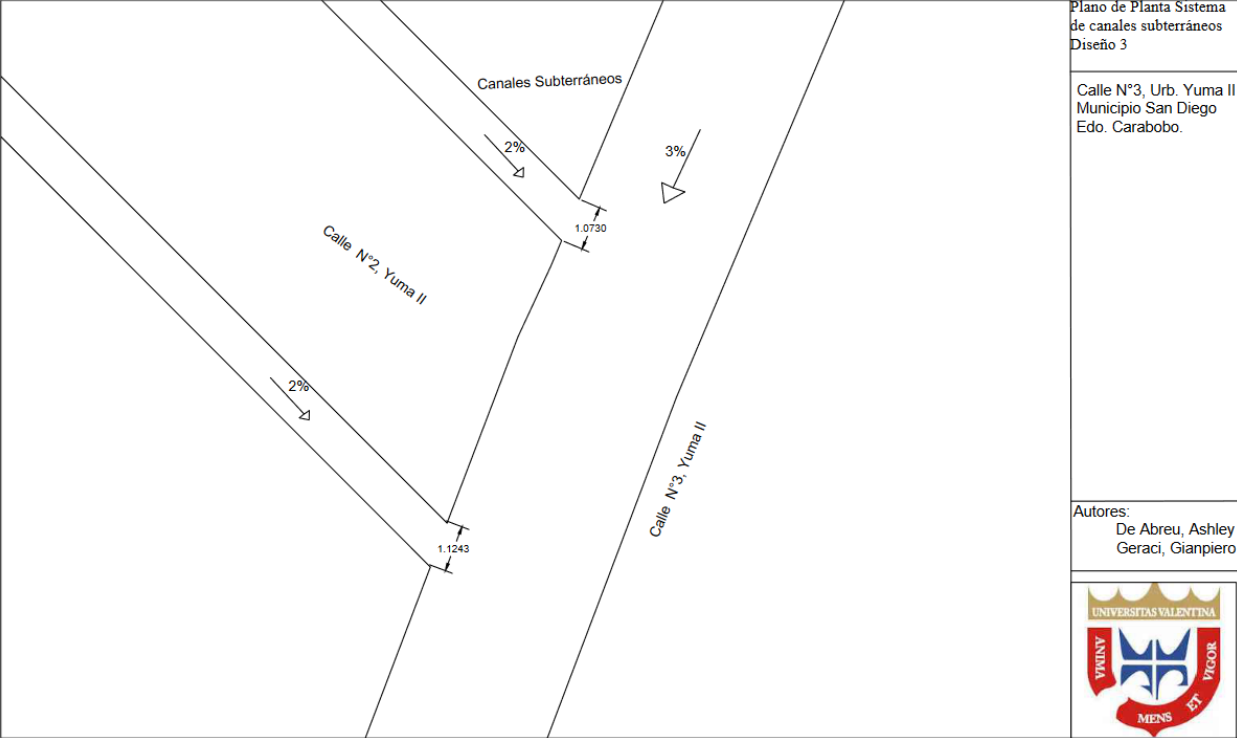 Plano de Planta Sistema
de canales subterráneos
Diseño 3
Calle N°3, Urb. Yuma II
Municipio San Diego
Edo. Carabobo.
Canales Subterráneos
2%
3%
1.0730
Calle N°2, Yuma II
2%
Calle N°3, Yuma II
1.1243
Autores:
De Abreu, Ashley
Geraci, Gianpiero
UNIVERSITAS VALENTINA
ANIMA
MENS
ET
VIGOR